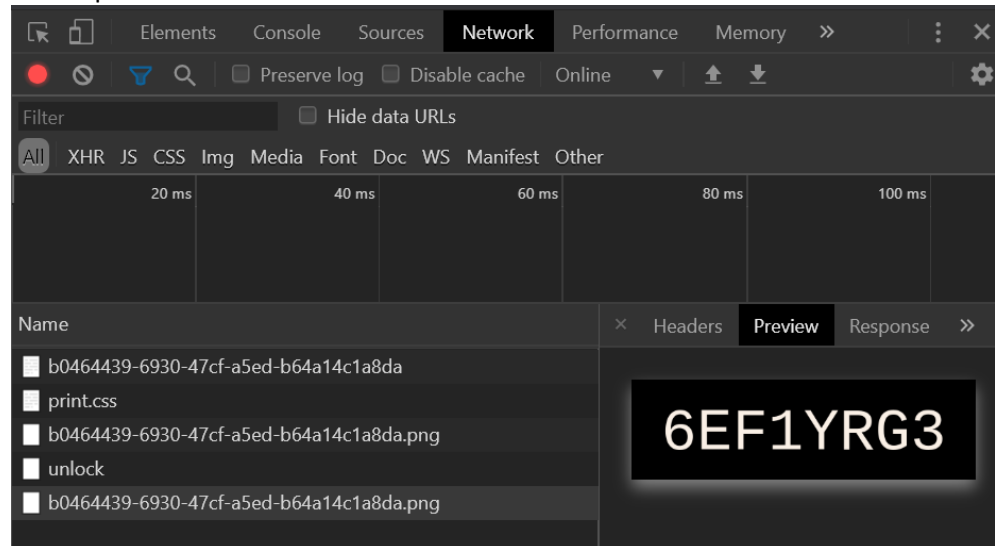 Elements Console Sources Network Performance Memory »
Preserve log Disable cache Online
Filter Hide data URLs
All XHR JS CSS Img Media Font Doc WS Manifest Other
20 ms 40 ms 60 ms 80 ms 100 ms
Name
× Headers Preview Response »
b0464439-6930-47cf-a5ed-b64a14c1a8da
print.css
b0464439-6930-47cf-a5ed-b64a14c1a8da.png
unlock
b0464439-6930-47cf-a5ed-b64a14c1a8da.png
6EF1YRG3